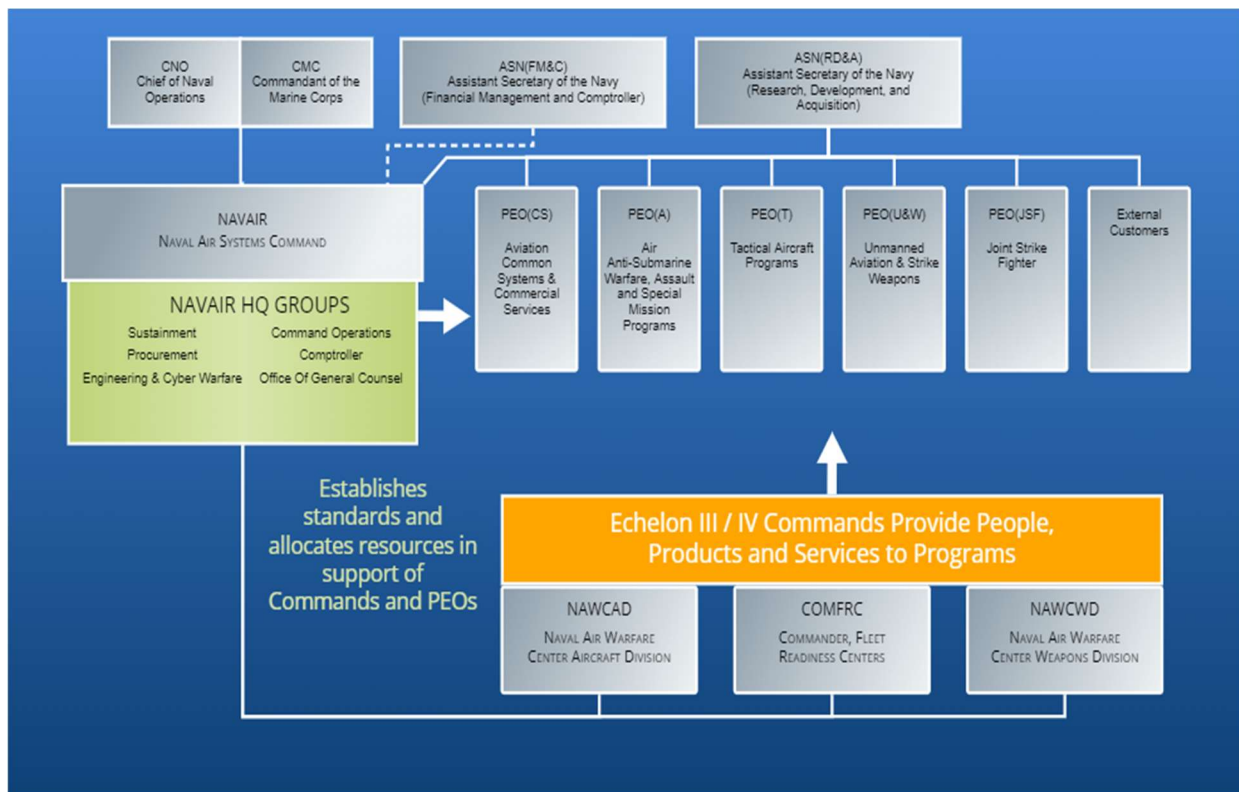 CNO
Chief of Naval
Operations
CMC
Commandant of the
Marine Corps
ASN(FM&C)
Assistant Secretary of the Navy
(Financial Management and Comptroller)
ASN(RD&A)
Assistant Secretary of the Navy
(Research, Development, and
Acquisition)
NAVAIR
NAVAL AIR SYSTEMS COMMAND
NAVAIR HQ GROUPS
Sustainment
Command Operations
Procurement
Comptroller
Engineering & Cyber Warfare
Office Of General Counsel
PEO(CS)
Aviation
Common
Systems &
Commercial
Services
PEO(A)
Air
Anti-Submarine
Warfare, Assault
and Special
Mission
Programs
PEO(T)
Tactical Aircraft
Programs
PEO(U&W)
Unmanned
Aviation & Strike
Weapons
PEO(JSF)
Joint Strike
Fighter
External
Customers
Establishes
standards and
allocates resources in
support of
Commands and PEOs
Echelon III / IV Commands Provide People,
Products and Services to Programs
NAWCAD
NAVAL AIR WARFARE
CENTER AIRCRAFT DIVISION
COMFRC
COMMANDER, FLEET
READINESS CENTERS
NAWCWD
NAVAL AIR WARFARE
CENTER WEAPONS DIVISION